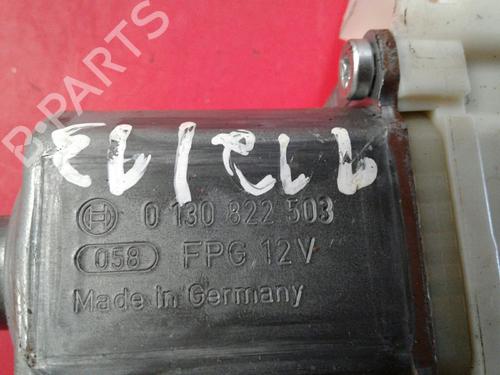 B-PARTS
0 130 822 503
058 FPG 12V
Made in Germany